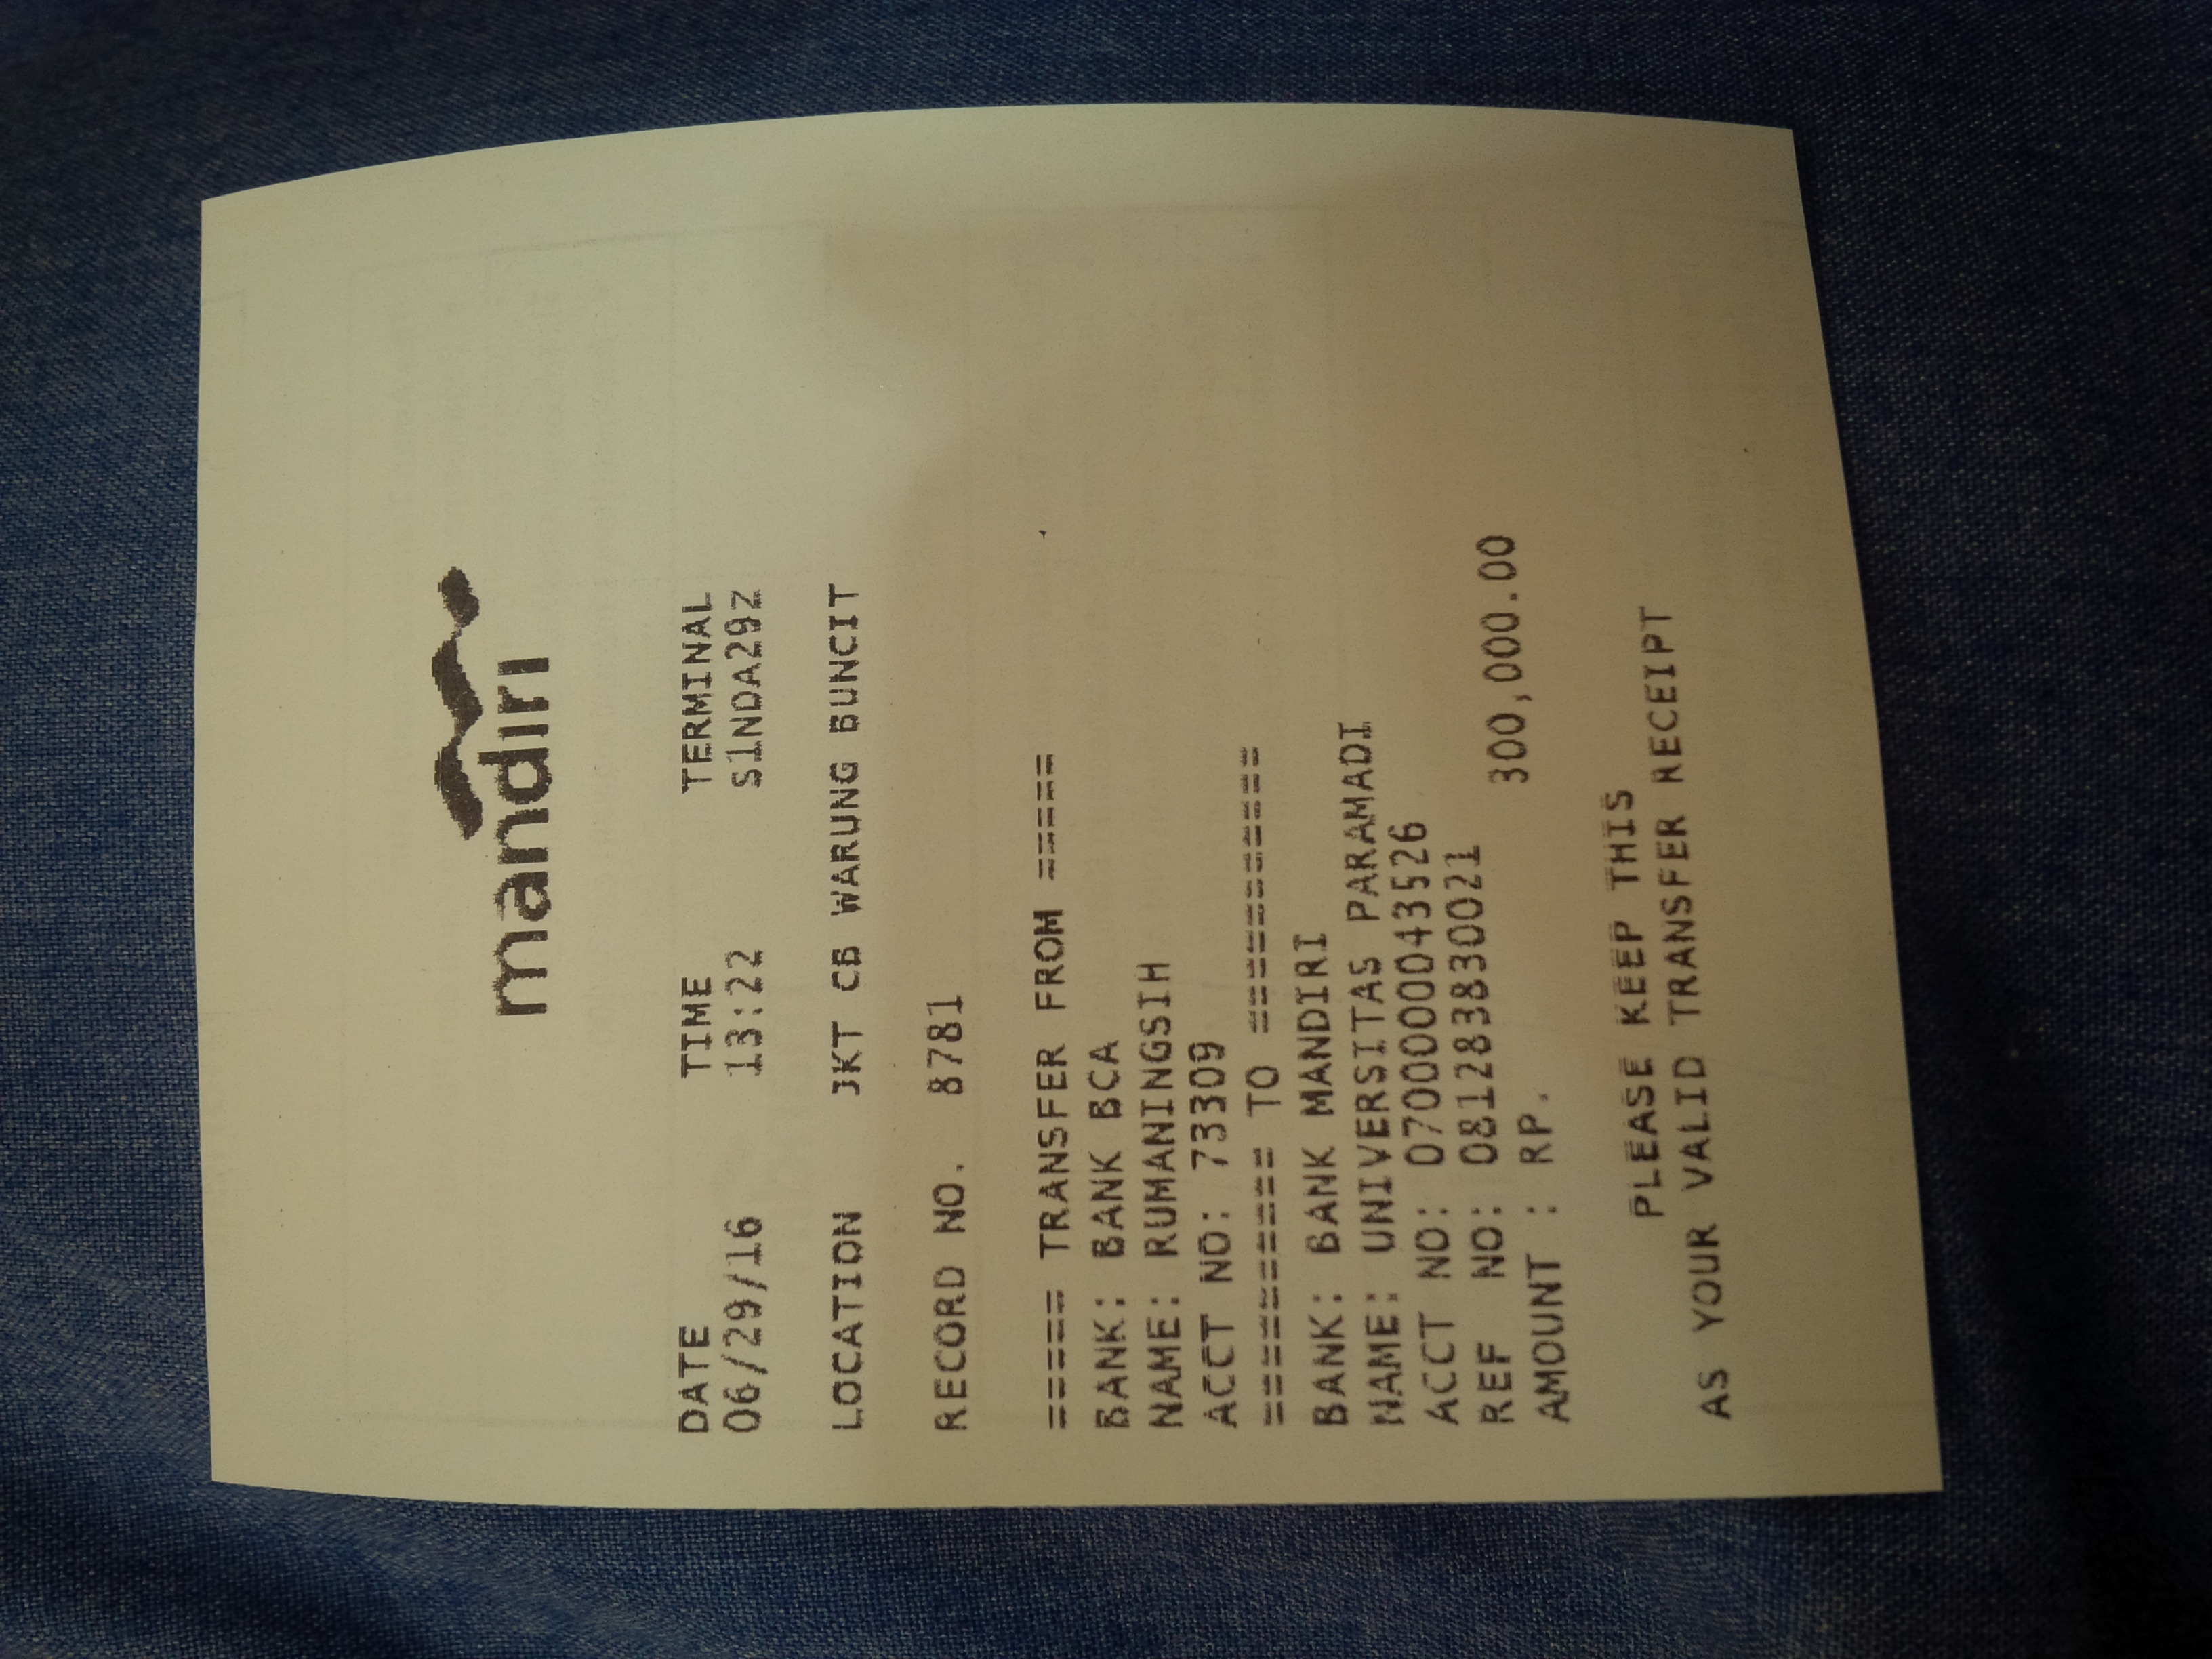 mandiri
DATE TIME TERMINAL
06/29/16 13:22 S1NDA29Z
LOCATION JKT CB WARUNG BUNCIT
RECORD NO. 8781
===== TRANSFER FROM =====
BANK: BANK BCA
NAME: RUMANINGSIH
ACCT NO: 73309
========== TO ==========
BANK: BANK MANDIRI
NAME: UNIVERSITAS PARAMADI
ACCT NO: 0700000043526
REF NO: 081283830021
AMOUNT : RP. 300,000.00
PLEASE KEEP THIS
AS YOUR VALID TRANSFER RECEIPT